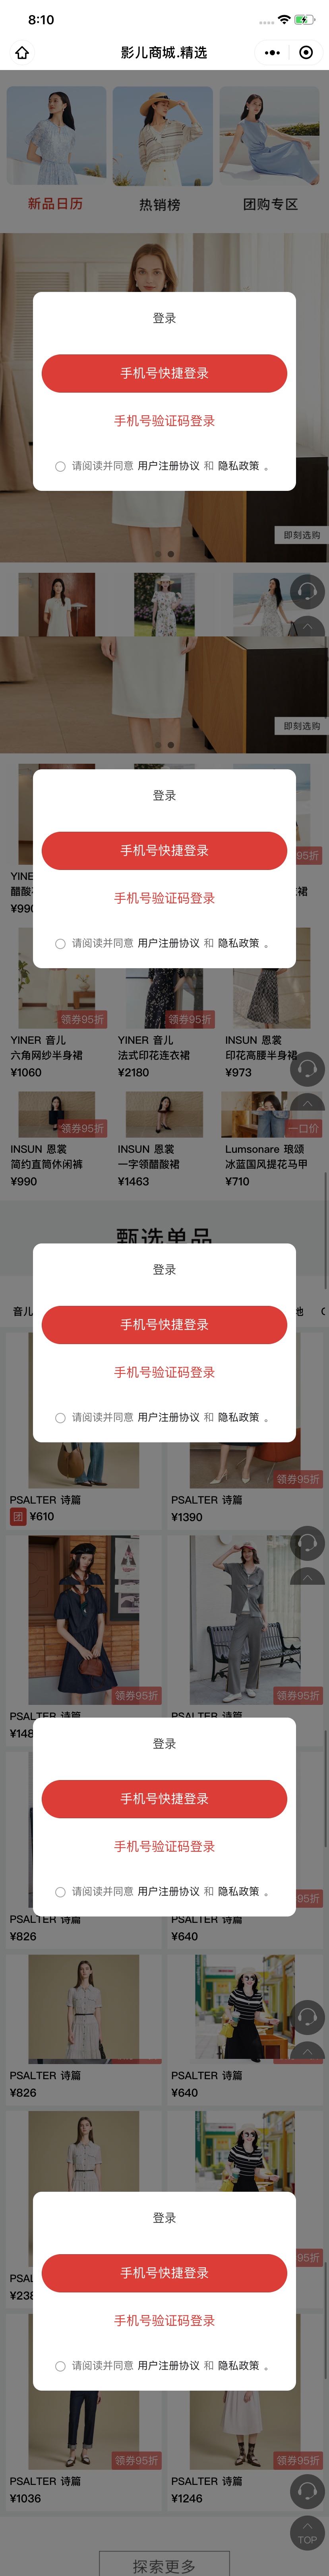 8:10
影儿商城.精选
新品日历
热销榜
团购专区
登录
手机号快捷登录
手机号验证码登录
请阅读并同意 用户注册协议 和 隐私政策 。
即刻选购
即刻选购
登录
95折
手机号快捷登录
YINE
醋酸
裙
手机号验证码登录
¥990
请阅读并同意 用户注册协议 和 隐私政策 。
领券95折
领券95折
YINER 音儿
YINER 音儿
INSUN 恩裳
六角网纱半身裙
法式印花连衣裙
印花高腰半身裙
¥1060
¥2180
¥973
领券95折
一口价
INSUN 恩裳
INSUN 恩裳
Lumsonare 琅颂
简约直筒休闲裤
一字领醋酸裙
冰蓝国风提花马甲
¥990
¥1463
¥710
甄选单品
登录
音儿
手机号快捷登录
手机号验证码登录
请阅读并同意 用户注册协议 和 隐私政策 。
领券95折
PSALTER 诗篇
PSALTER 诗篇
团 ¥610
¥1390
领券95折
领券95折
PSALTER 诗篇
PSALTER 诗篇
¥148
登录
手机号快捷登录
手机号验证码登录
请阅读并同意 用户注册协议 和 隐私政策 。
95折
PSALTER 诗篇
PSALTER 诗篇
¥826
¥640
PSALTER 诗篇
PSALTER 诗篇
¥826
¥640
登录
95折
手机号快捷登录
PSAL
¥238
手机号验证码登录
请阅读并同意 用户注册协议 和 隐私政策 。
领券95折
领券95折
PSALTER 诗篇
PSALTER 诗篇
¥1036
¥1246
TOP
探索更多